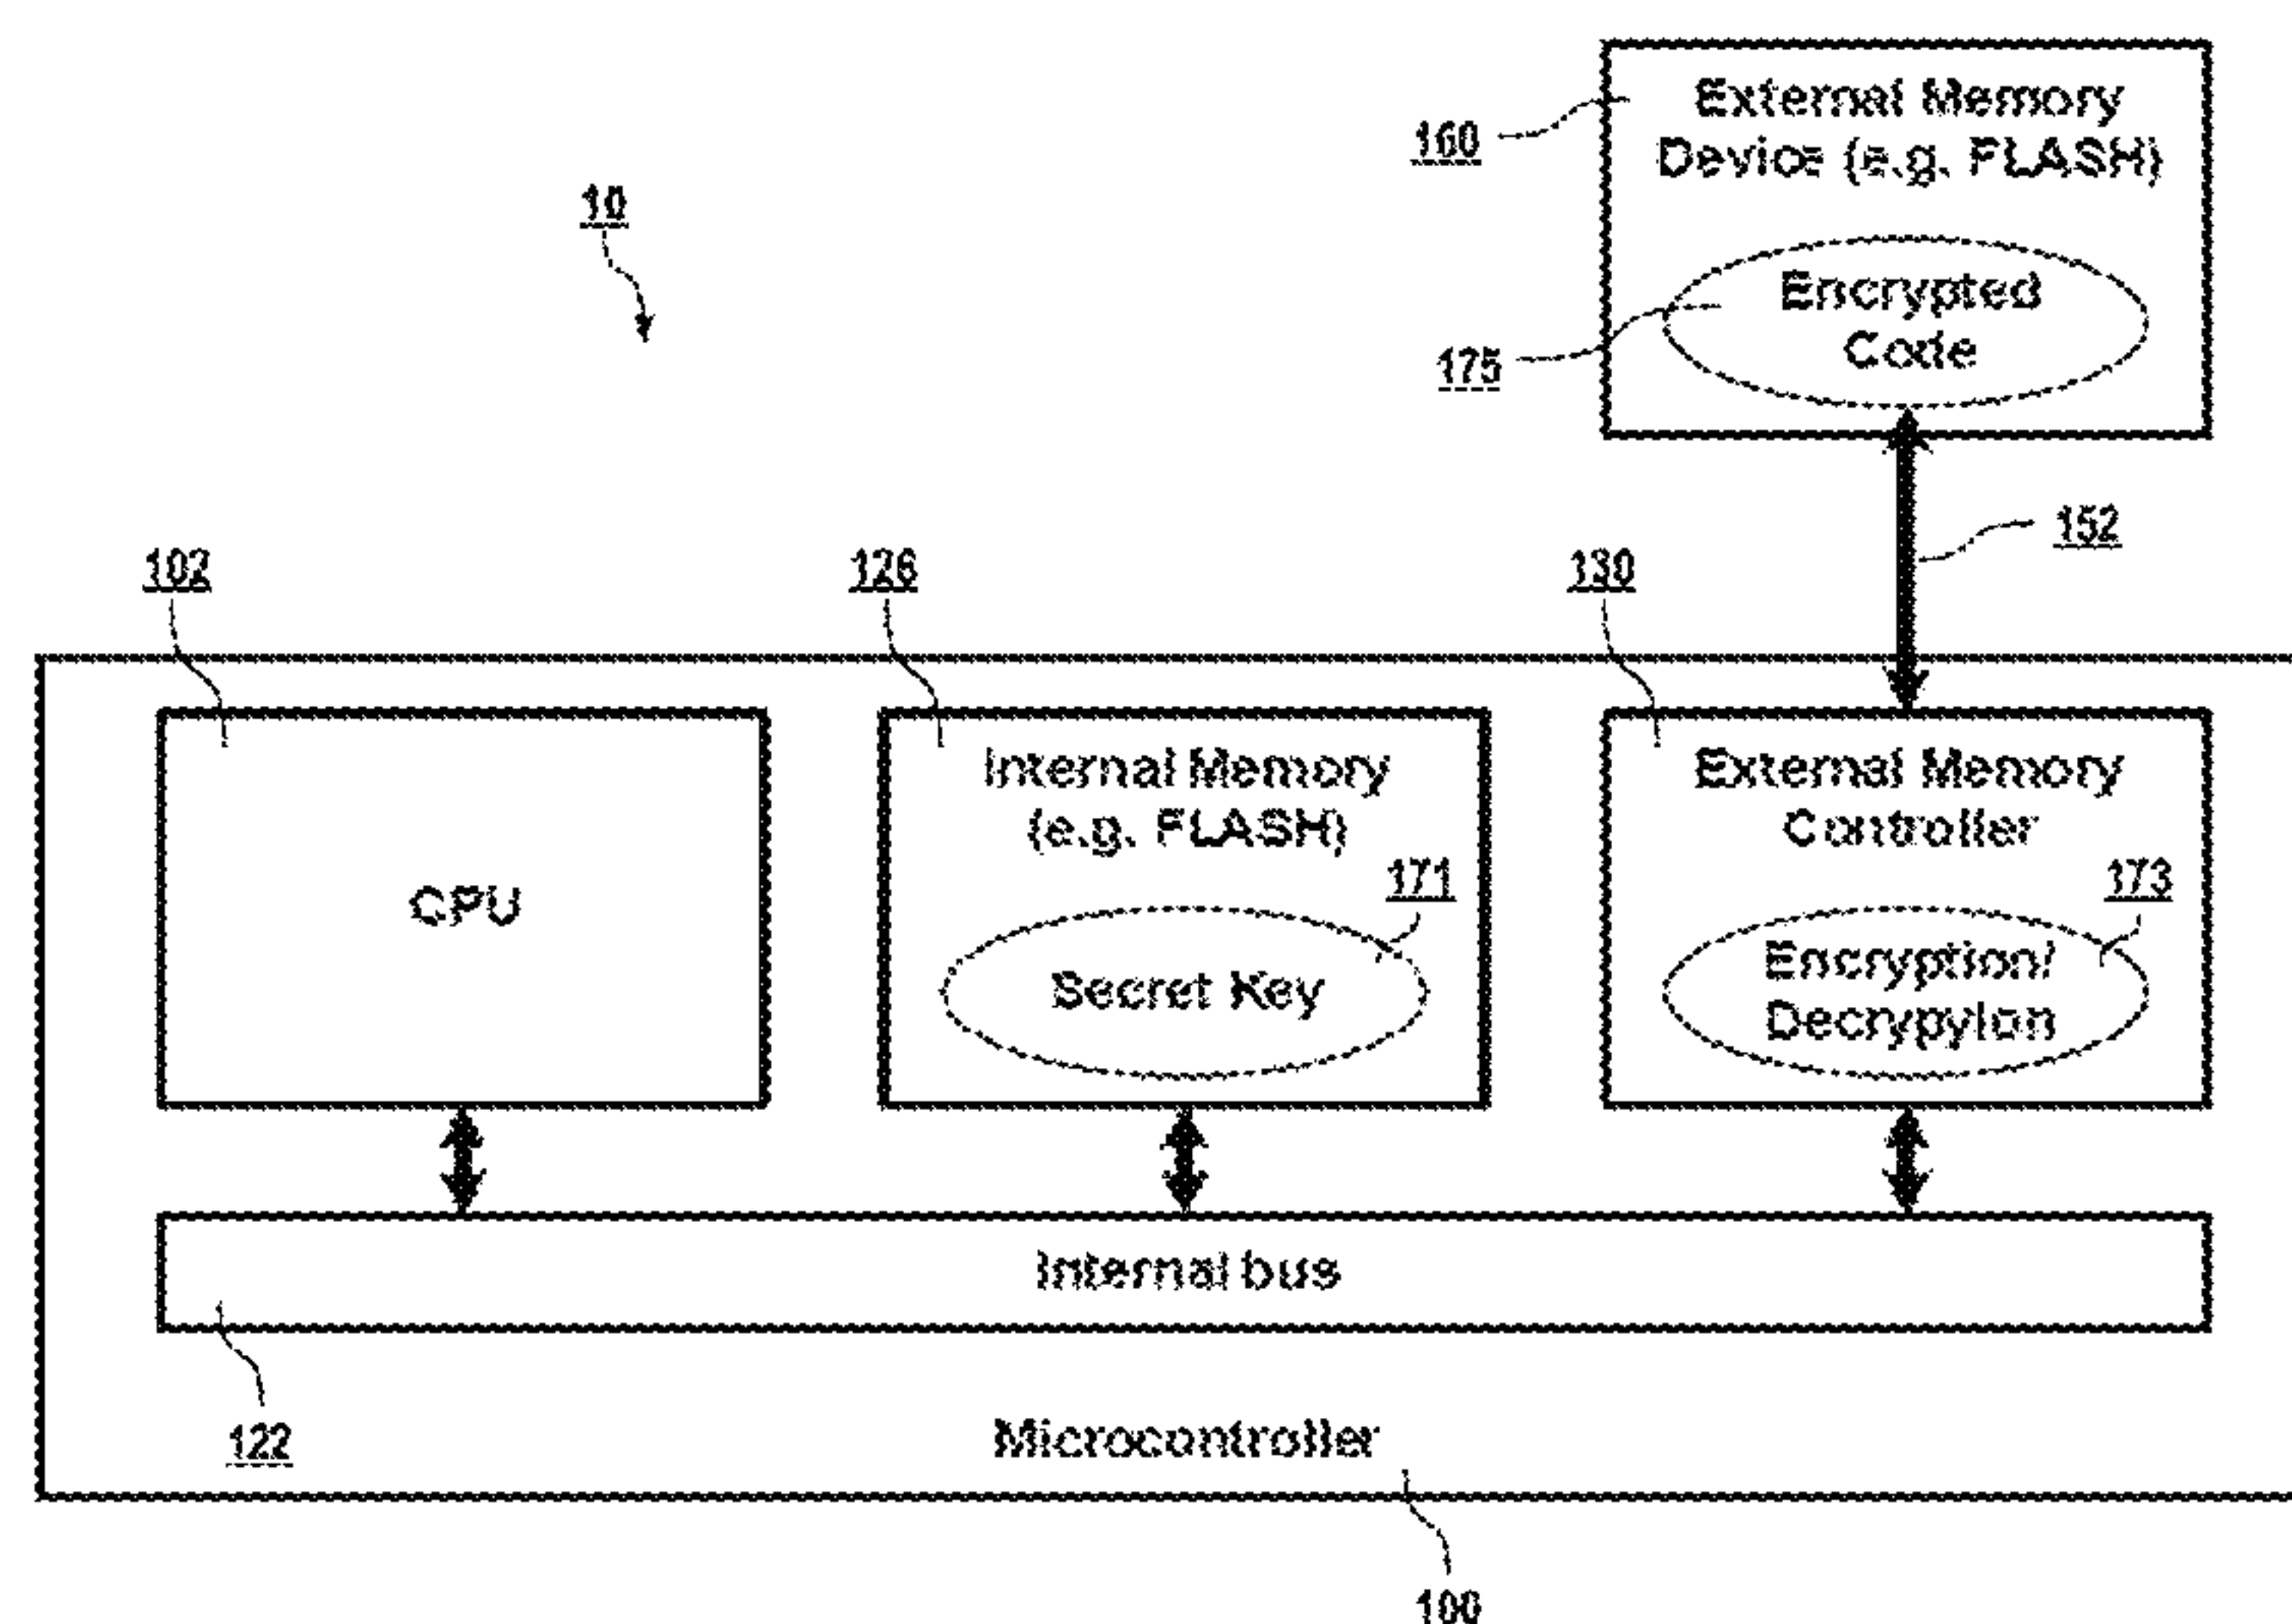 External Memory
Device (e.g. FLASH)
160
10
Encrypted
Code
175
152
102
126
130
Internal Memory
(e.g. FLASH)
External Memory
Controller
171
173
CPU
Secret Key
Encryption/
Decrypylon
Internal bus
122
Microcontroller
100